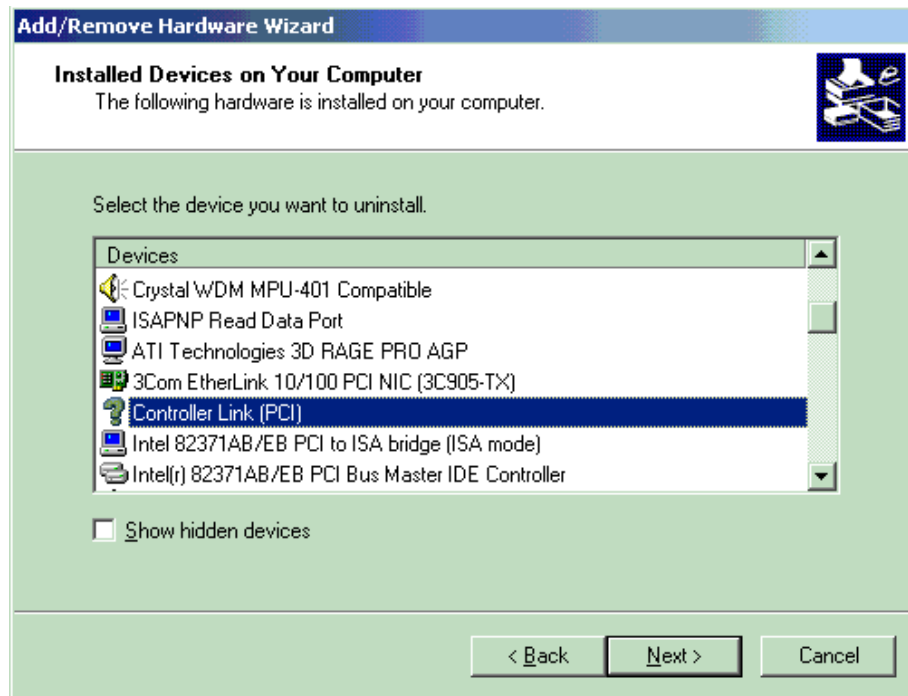 Add/Remove Hardware Wizard
Installed Devices on Your Computer
The following hardware is installed on your computer.
Select the device you want to uninstall.
Devices
Crystal WDM MPU-401 Compatible
ISAPNP Read Data Port
ATI Technologies 3D RAGE PRO AGP
3Com EtherLink 10/100 PCI NIC (3C905-TX)
Controller Link (PCI)
Intel 82371AB/EB PCI to ISA bridge (ISA mode)
Intel(r) 82371AB/EB PCI Bus Master IDE Controller
Show hidden devices
< Back Next > Cancel